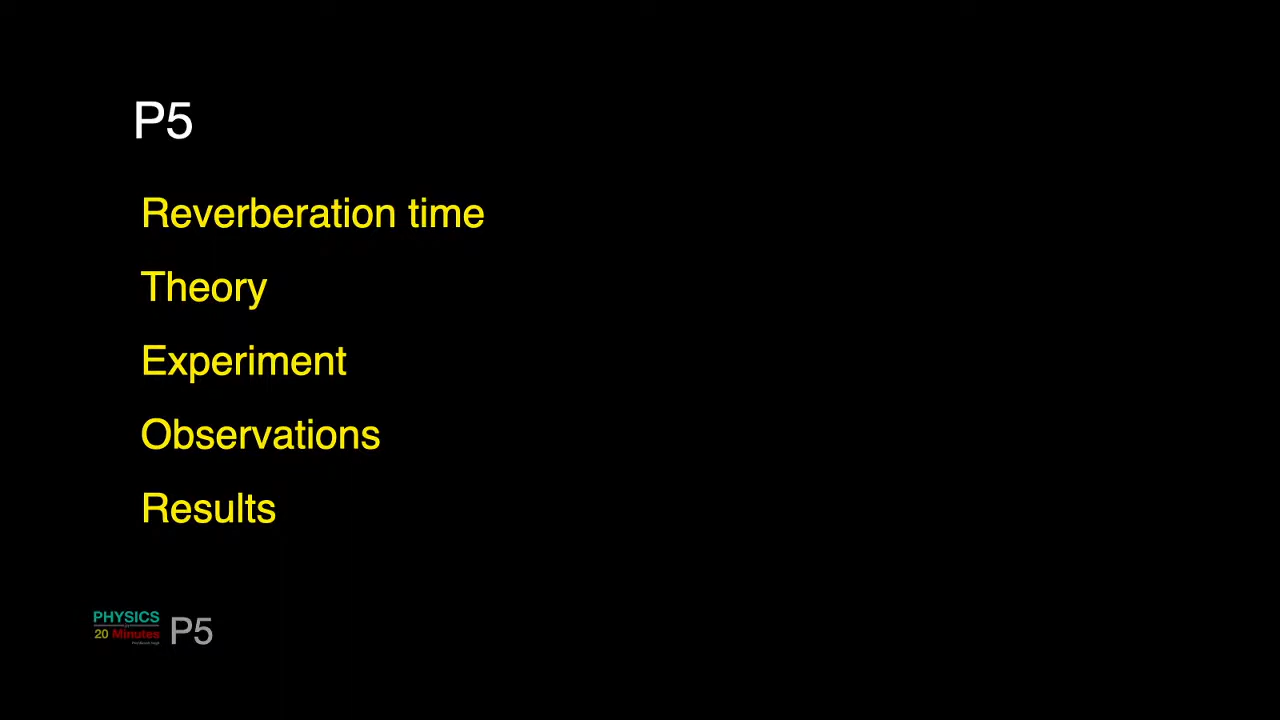 P5
Reverberation time
Theory
Experiment
Observations
Results
PHYSICS
20 Minutes
P5